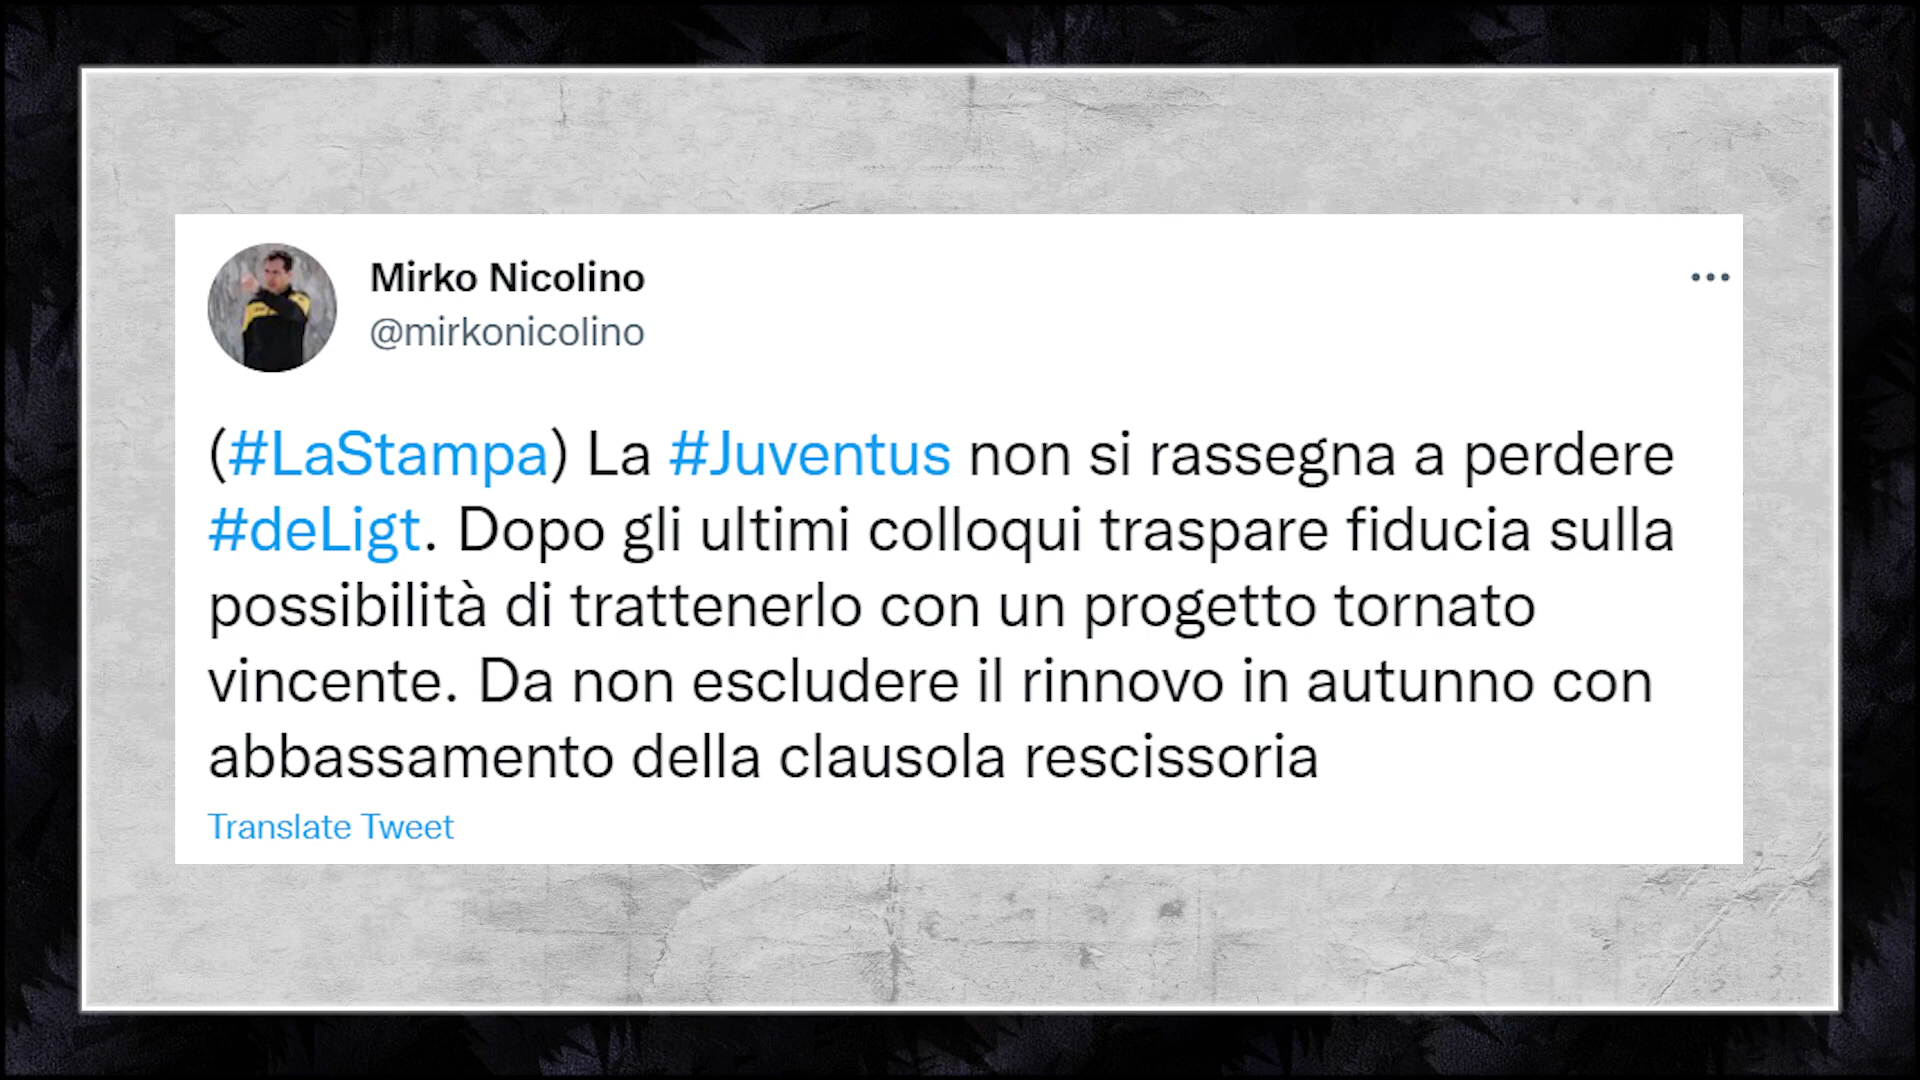 Mirko Nicolino
@mirkonicolino
(#LaStampa) La #Juventus non si rassegna a perdere
#deLigt. Dopo gli ultimi colloqui traspare fiducia sulla
possibilità di trattenerlo con un progetto tornato
vincente. Da non escludere il rinnovo in autunno con
abbassamento della clausola rescissoria
Translate Tweet